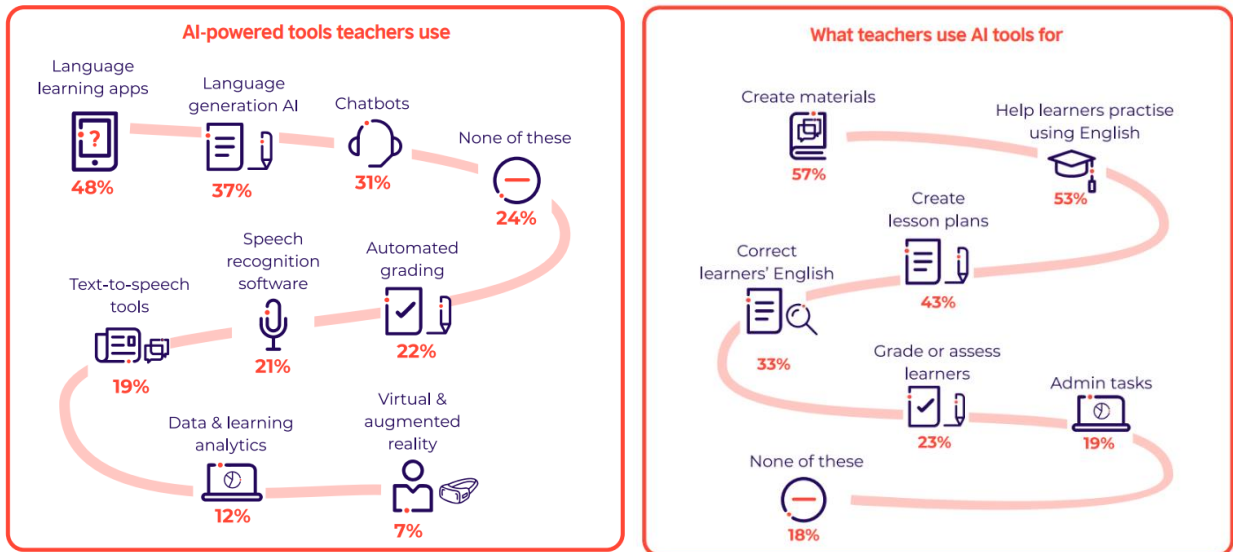 AI-powered tools teachers use
Language
learning apps
?
48%
Language
generation AI
37%
Chatbots
31%
None of these
24%
Automated
grading
22%
Speech
recognition
software
21%
Text-to-speech
tools
19%
Data & learning
analytics
12%
Virtual &
augmented
reality
7%
What teachers use AI tools for
Create materials
57%
Help learners practise
using English
53%
Create
lesson plans
43%
Correct
learners' English
33%
Grade or assess
learners
23%
Admin tasks
19%
None of these
18%